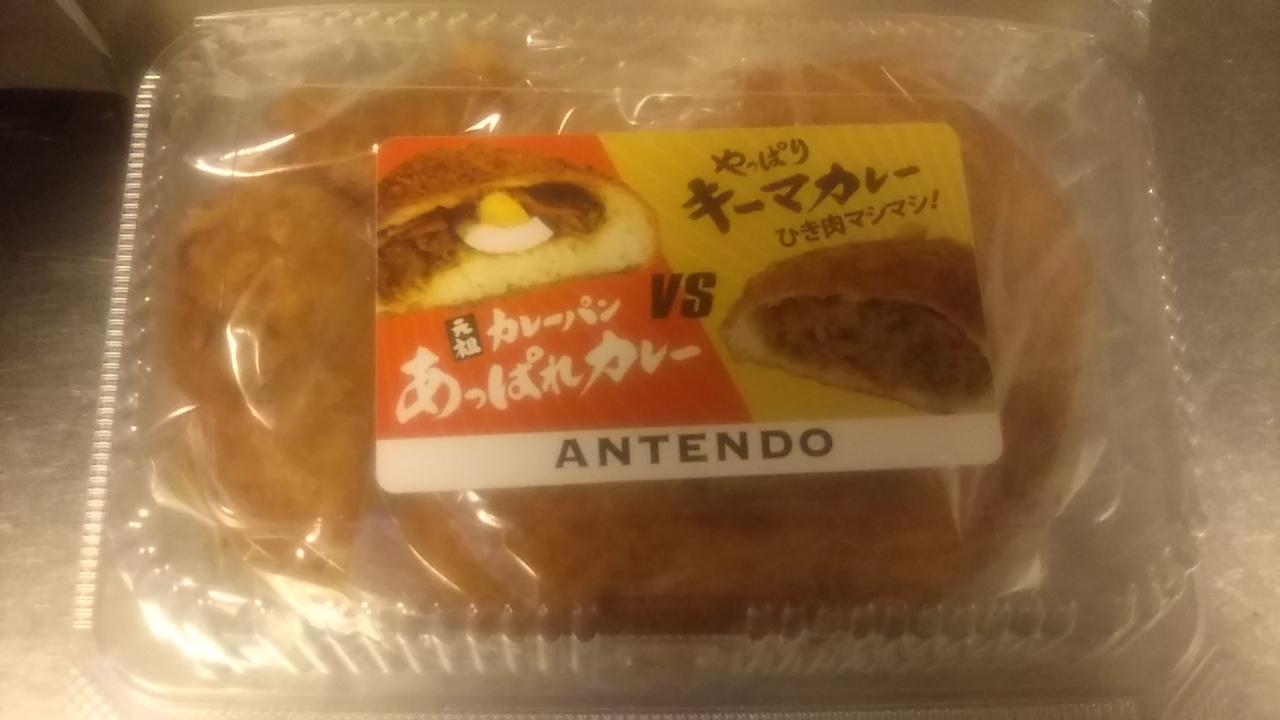 やっぱり
キーマカレー
ひき肉マシマシ!
VS
元祖 カレーパン
あっぱれカレー
ANTENDO